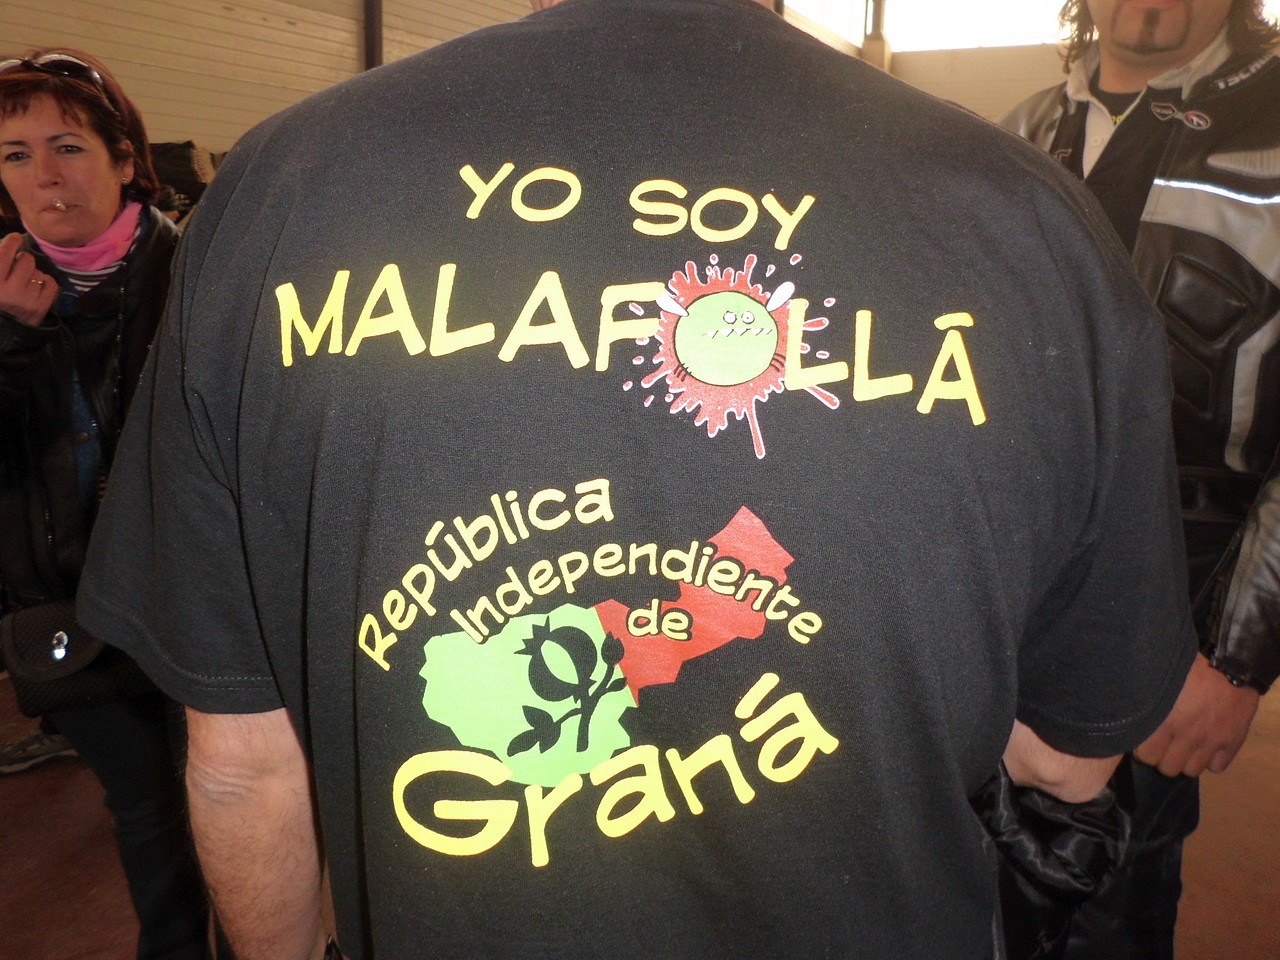 YO SOY
MALAFOLLÁ
República
Independiente
de
Graná